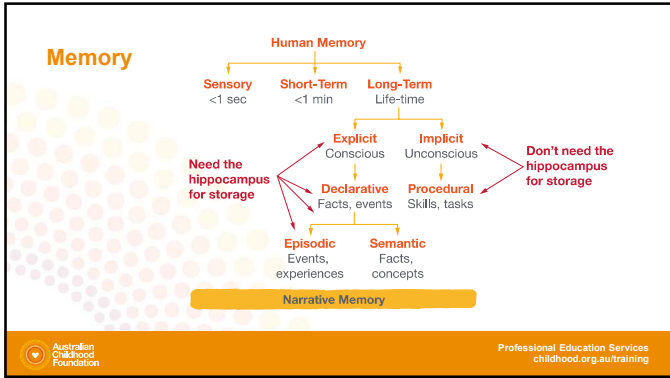 Memory
Human Memory
Sensory
<1 sec
Short-Term
<1 min
Long-Term
Life-time
Explicit
Conscious
Implicit
Unconscious
Need the
hippocampus
for storage
Don't need the
hippocampus
for storage
Declarative
Facts, events
Procedural
Skills, tasks
Episodic
Events,
experiences
Semantic
Facts,
concepts
Narrative Memory
Australian
Childhood
Foundation
Professional Education Services
childhood.org.au/training